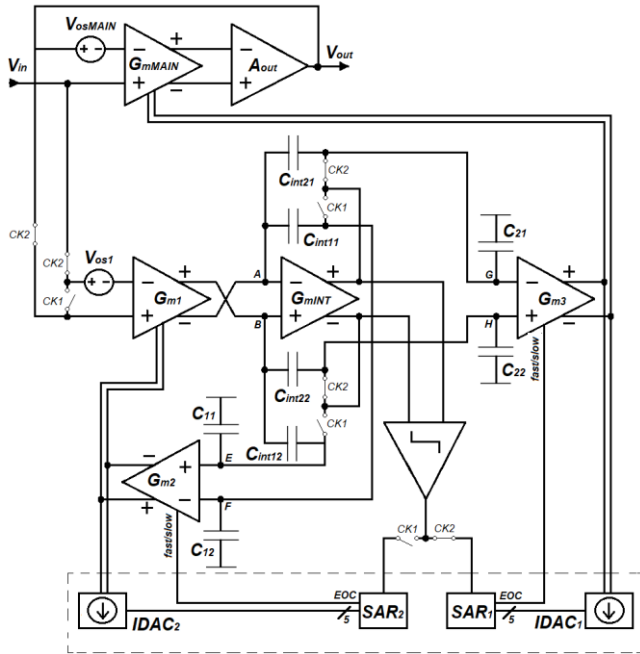 VosMAIN
Vin
GmMAIN
Aout
Vout
− + − +
+ −
− +
CK2
CK2
CK1
Vos1
+ −
− +
+ −
Gm1
A
B
Cint21
CK2
CK1
Cint11
GmINT
− +
+ −
Cint22
CK2
CK1
Cint12
C21
G
H
Gm3
− +
+ −
C22
fast/slow
C11
E
F
Gm2
− +
+ −
C12
fast/slow
CK1
CK2
IDAC2
5
EOC
SAR2
SAR1
EOC
5
IDAC1